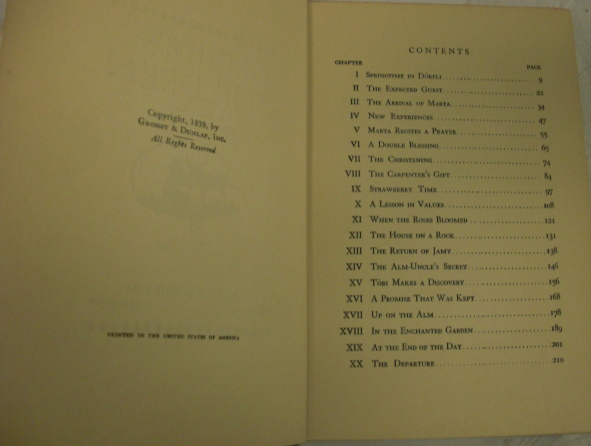 Copyright, 1939, by
Grosset & Dunlap, Inc.
All Rights Reserved
PRINTED IN THE UNITED STATES OF AMERICA
CONTENTS
CHAPTER PAGE
I Springtime in Dörfli 9
II The Expected Guest 22
III The Arrival of Marta 34
IV New Experiences 47
V Marta Recites a Prayer 55
VI A Double Blessing 65
VII The Christening 74
VIII The Carpenter's Gift 84
IX Strawberry Time 97
X A Lesson in Values 108
XI When the Roses Bloomed 121
XII The House on a Rock 131
XIII The Return of Jamy 138
XIV The Alm-Uncle's Secret 146
XV Töbi Makes a Discovery 156
XVI A Promise That Was Kept 168
XVII Up on the Alm 178
XVIII In the Enchanted Garden 189
XIX At the End of the Day 201
XX The Departure 210